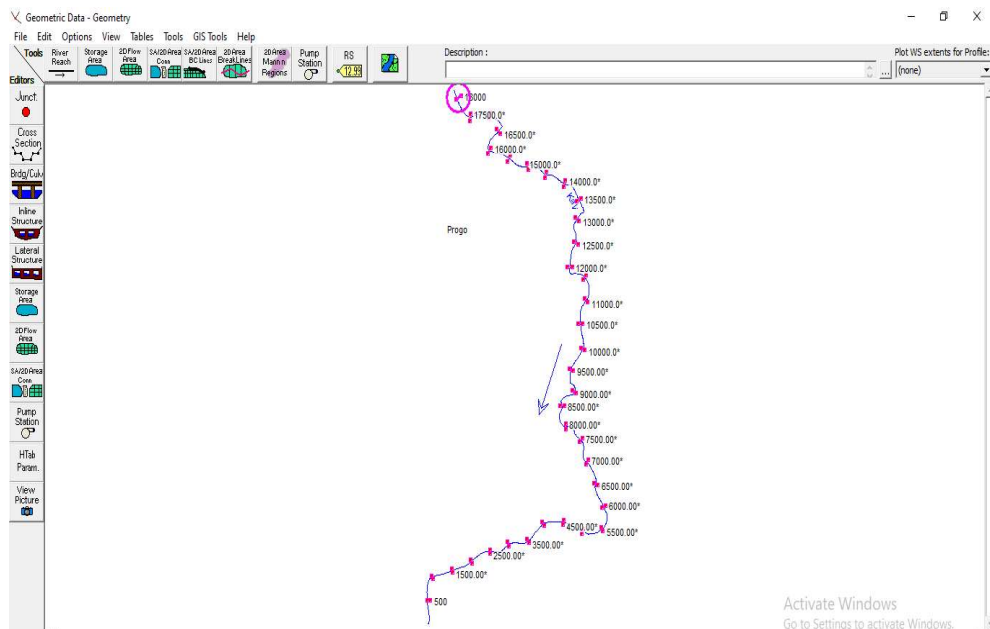 Geometric Data - Geometry
File Edit Options View Tables Tools GIS Tools Help
Tools
Editors
River Reach
Storage Area
2D Flow Area
SA/2D Area Conn
SA/2D Area BC Lines
2D Area BreakLines
2D Area Mann n Regions
Pump Station
RS
12.99
Description :
...
Plot WS extents for Profile:
(none)
Junct.
Cross Section
Brdg/Culv
Inline Structure
Lateral Structure
Storage Area
2D Flow Area
SA/2D Area Conn
Pump Station
HTab Param.
View Picture
18000
17500.0*
16500.0*
16000.0*
15000.0*
14000.0*
13500.0*
13000.0*
Progo
12500.0*
12000.0*
11000.0*
10500.0*
10000.0*
9500.00*
9000.00*
8500.00*
8000.00*
7500.00*
7000.00*
6500.00*
6000.00*
4500.00*
5500.00*
3500.00*
2500.00*
1500.00*
500
Activate Windows
Go to Settings to activate Windows.